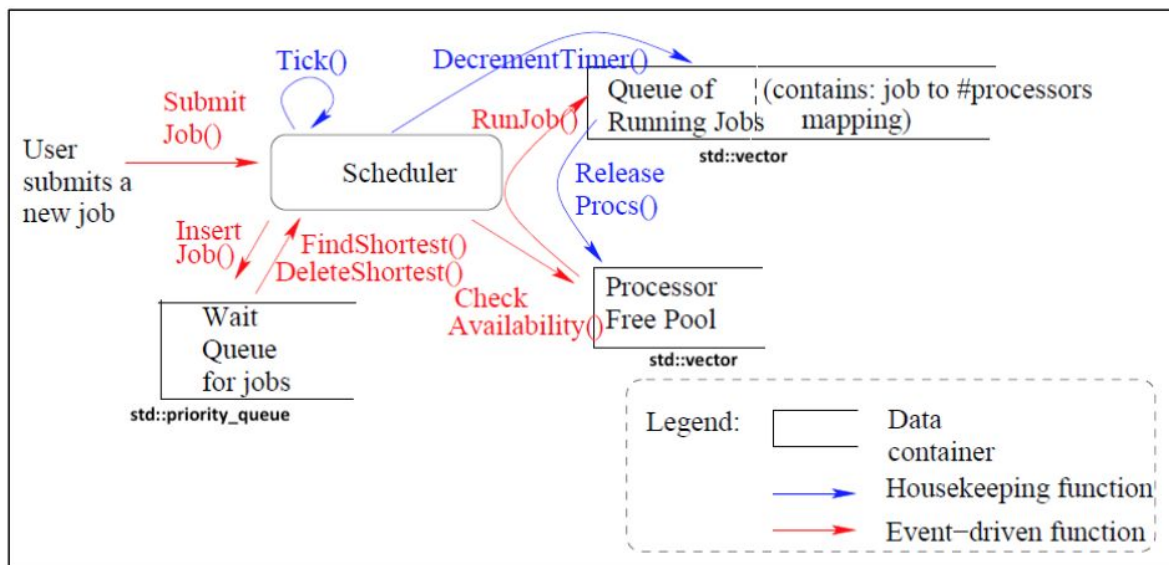 Tick()
DecrementTimer()
Submit
Job()
User
submits a
new job
Scheduler
RunJob()
Queue of
Running Jobs
(contains: job to #processors
mapping)
std::vector
Release
Procs()
Insert
Job()
FindShortest()
DeleteShortest()
Check
Availability()
Processor
Free Pool
std::vector
Wait
Queue
for jobs
std::priority_queue
Legend:
Data
container
Housekeeping function
Event−driven function